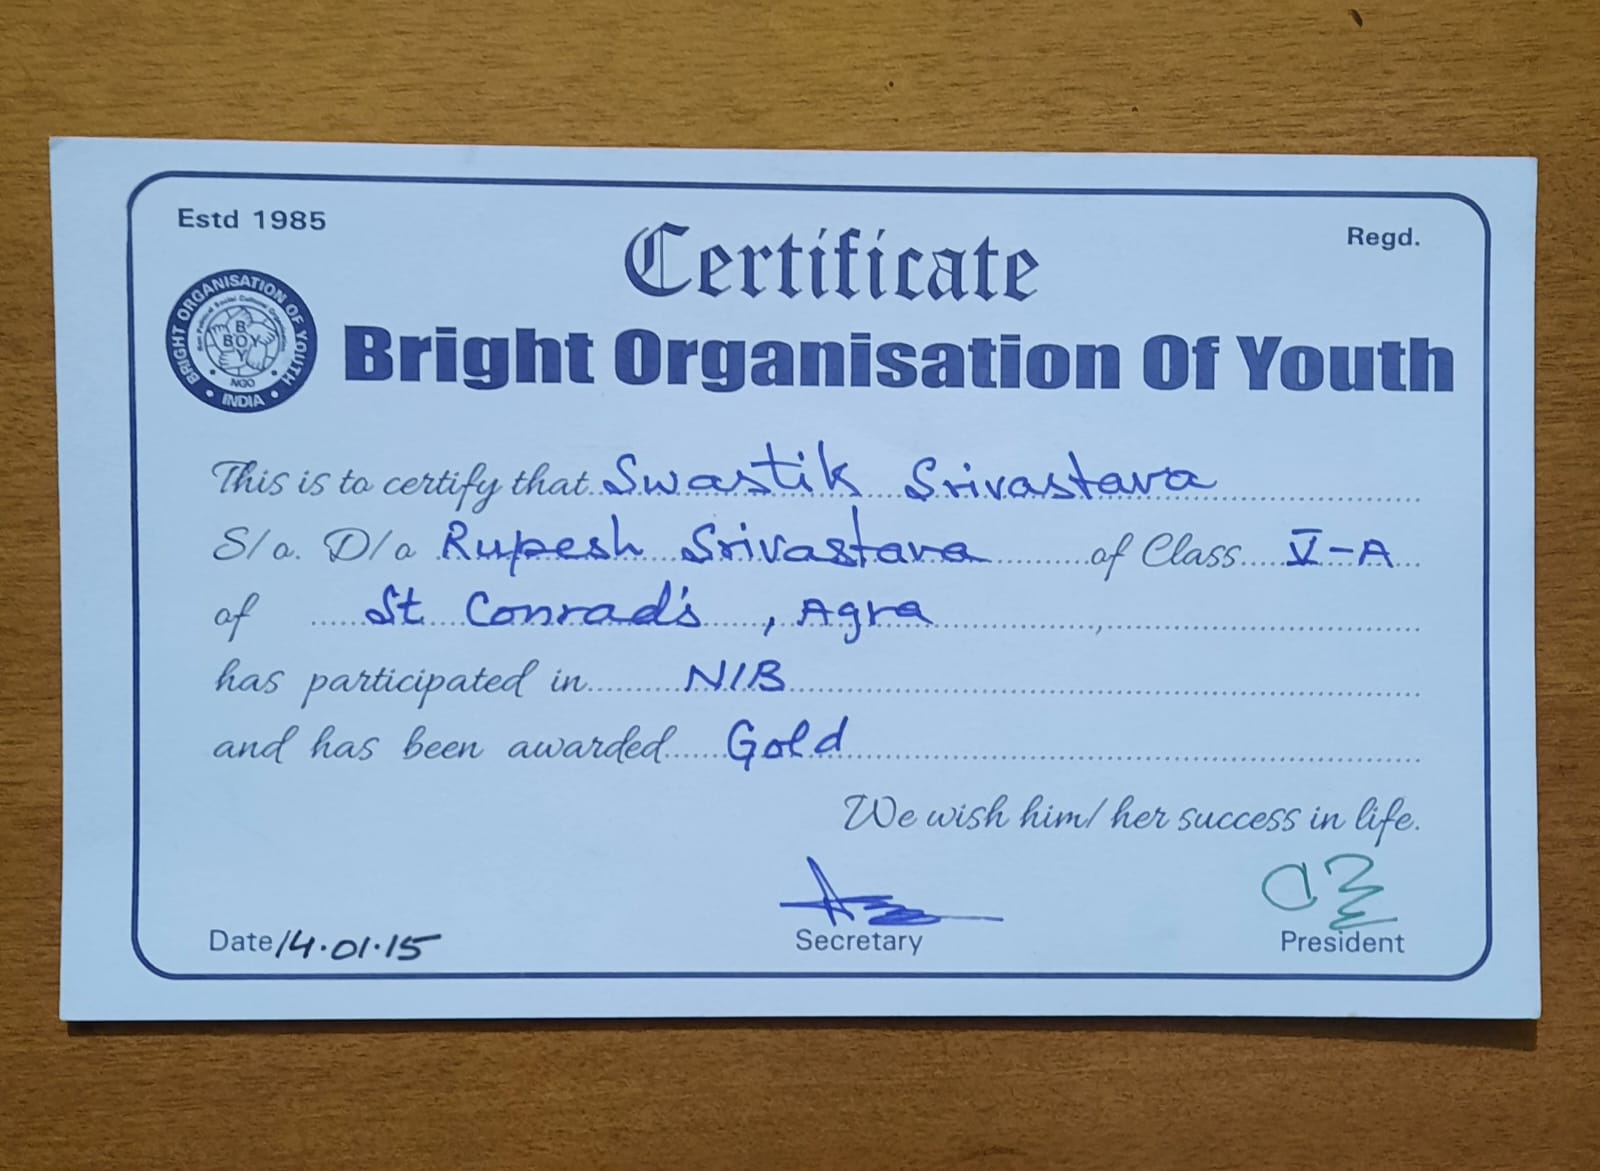 Estd 1985
Regd.
Certificate
BRIGHT ORGANISATION OF YOUTH
B
BOY
Y
NGO
• INDIA •
Bright Organisation Of Youth
This is to certify that Swastik Srivastava
S/o. D/o Rupesh Srivastava of Class V-A
of St. Conrad's, Agra
has participated in NIB
and has been awarded Gold
We wish him/ her success in life.
Date 14.01.15
Secretary
President